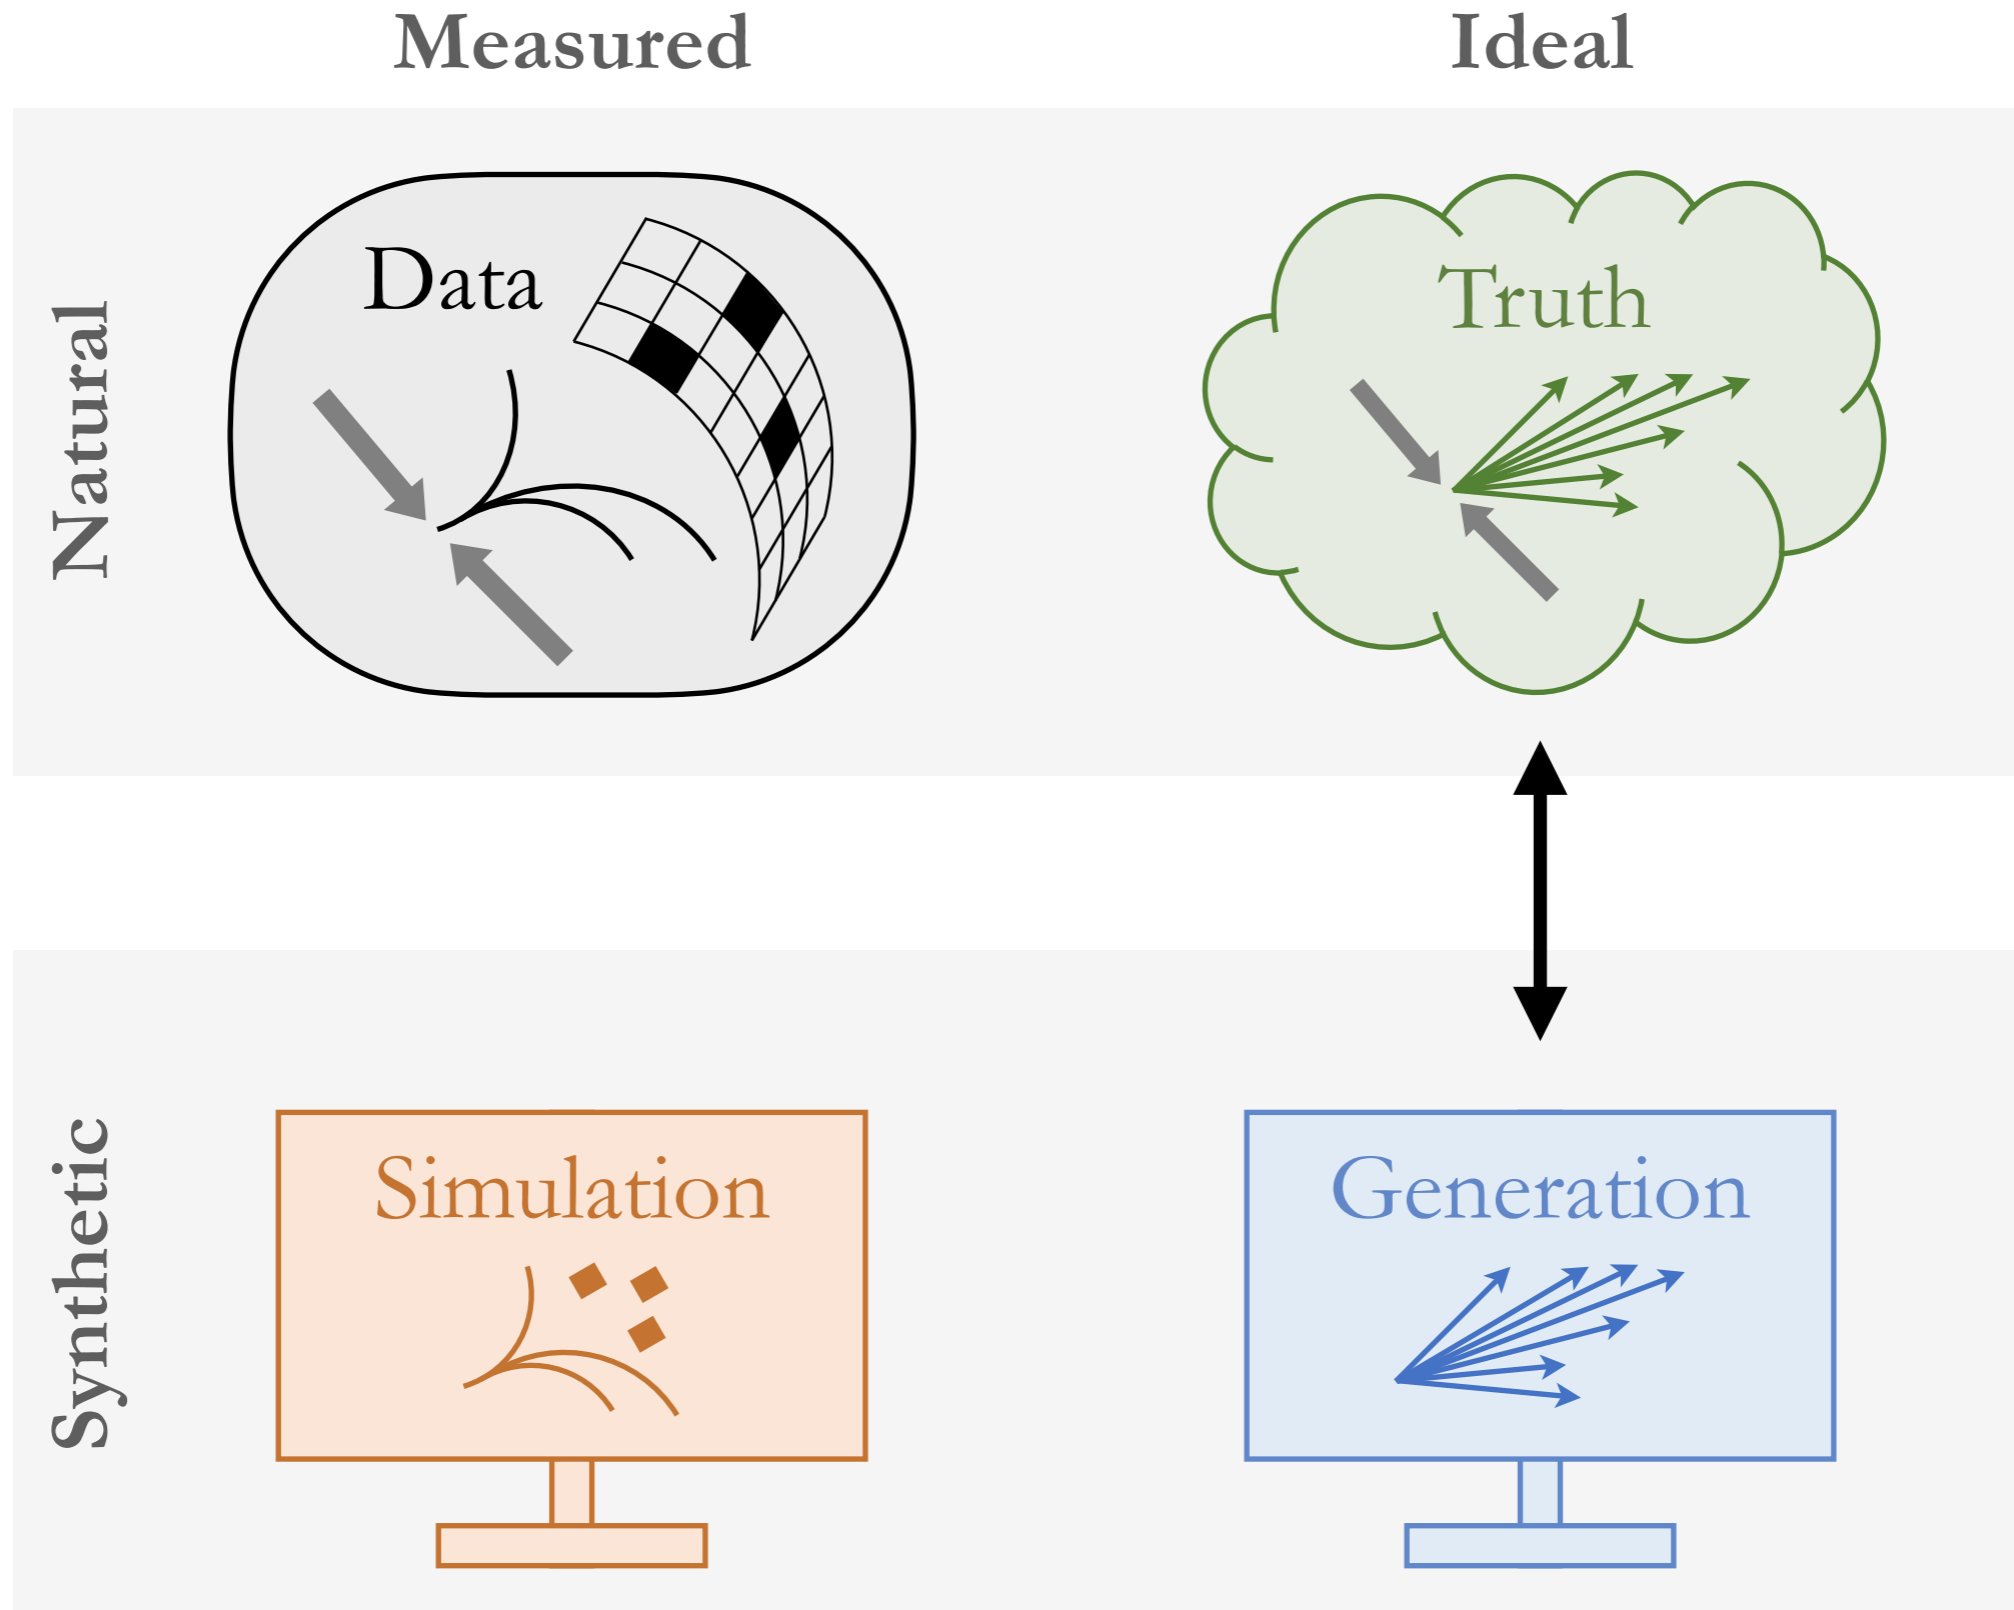 Measured
Ideal
Natural
Data
Truth
Synthetic
Simulation
Generation